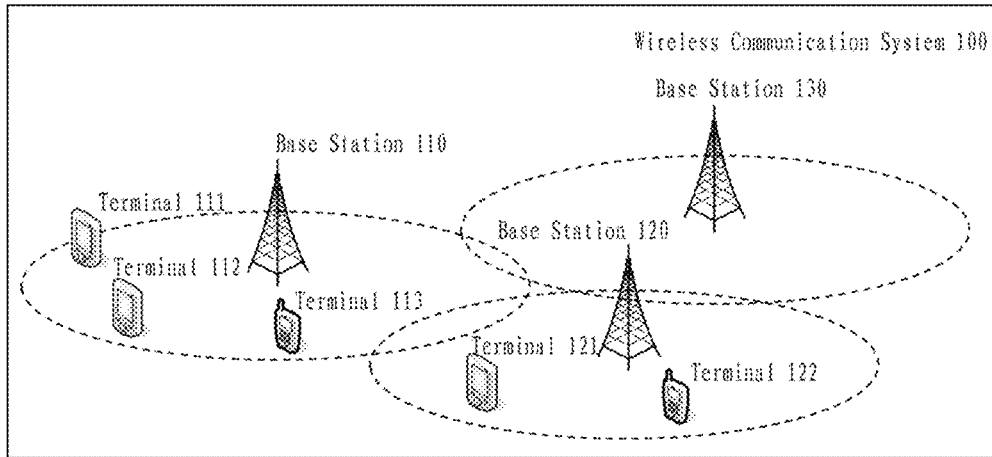 Wireless Communication System 100
Base Station 130
Base Station 110
Terminal 111
Base Station 120
Terminal 112
Terminal 113
Terminal 121
Terminal 122